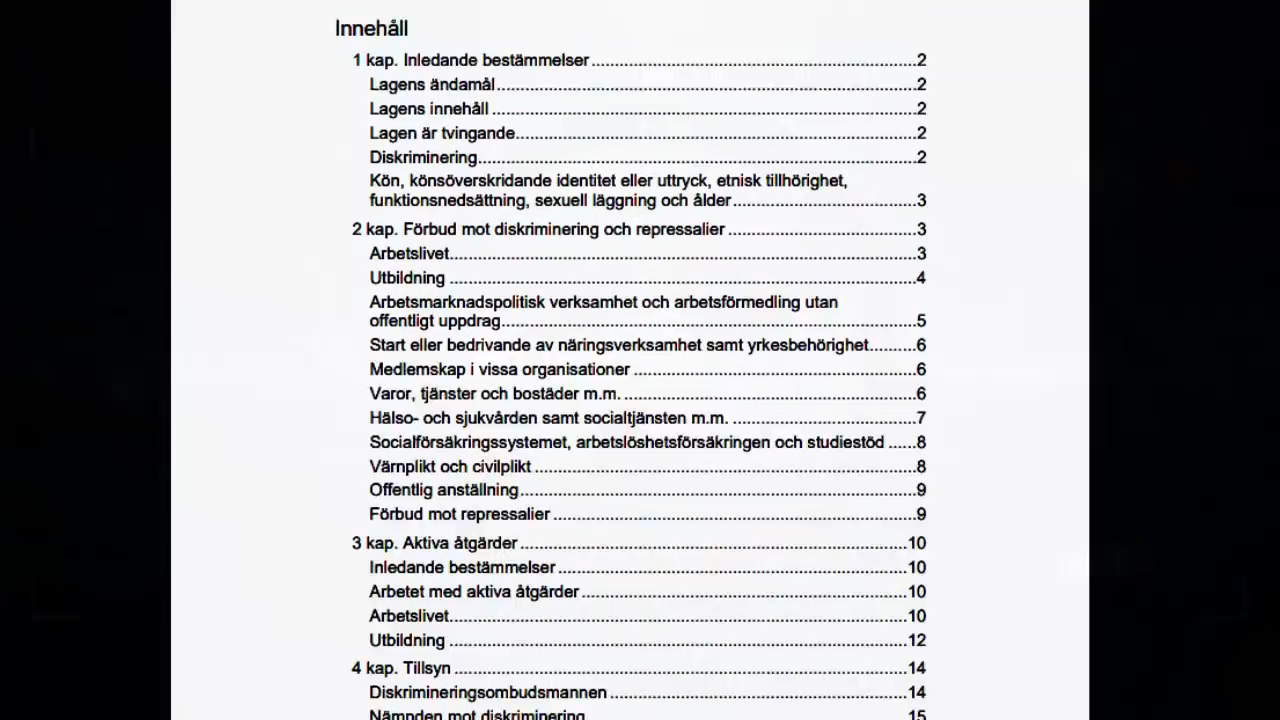 Innehåll
1 kap. Inledande bestämmelser....................2
Lagens ändamål....................2
Lagens innehåll....................2
Lagen är tvingande....................2
Diskriminering....................2
Kön, könsöverskridande identitet eller uttryck, etnisk tillhörighet,
funktionsnedsättning, sexuell läggning och ålder....................3
2 kap. Förbud mot diskriminering och repressalier....................3
Arbetslivet....................3
Utbildning....................4
Arbetsmarknadspolitisk verksamhet och arbetsförmedling utan
offentligt uppdrag....................5
Start eller bedrivande av näringsverksamhet samt yrkesbehörighet..........6
Medlemskap i vissa organisationer....................6
Varor, tjänster och bostäder m.m.....................6
Hälso- och sjukvården samt socialtjänsten m.m.....................7
Socialförsäkringssystemet, arbetslöshetsförsäkringen och studiestöd ......8
Värnplikt och civilplikt....................8
Offentlig anställning....................9
Förbud mot repressalier....................9
3 kap. Aktiva åtgärder....................10
Inledande bestämmelser....................10
Arbetet med aktiva åtgärder....................10
Arbetslivet....................10
Utbildning....................12
4 kap. Tillsyn....................14
Diskrimineringsombudsmannen....................14
Nämnden mot diskriminering....................15